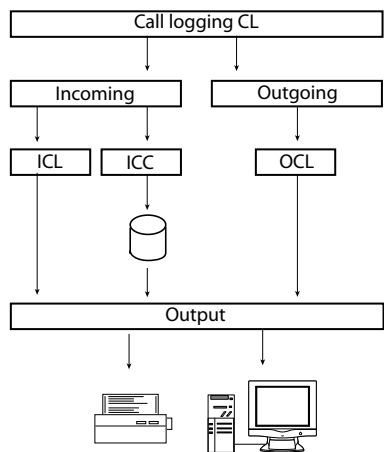 Call logging CL
Incoming
Outgoing
ICL
ICC
OCL
Output